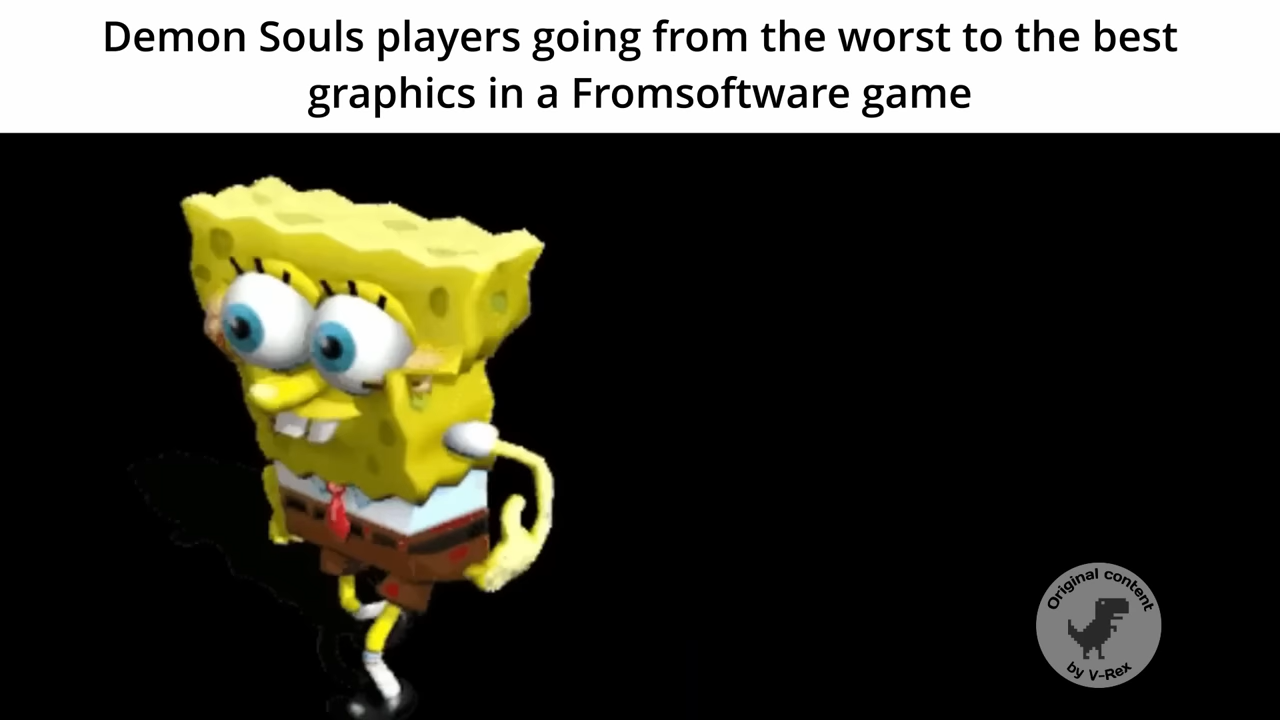 Demon Souls players going from the worst to the best
graphics in a Fromsoftware game
Original content
by V-Rex